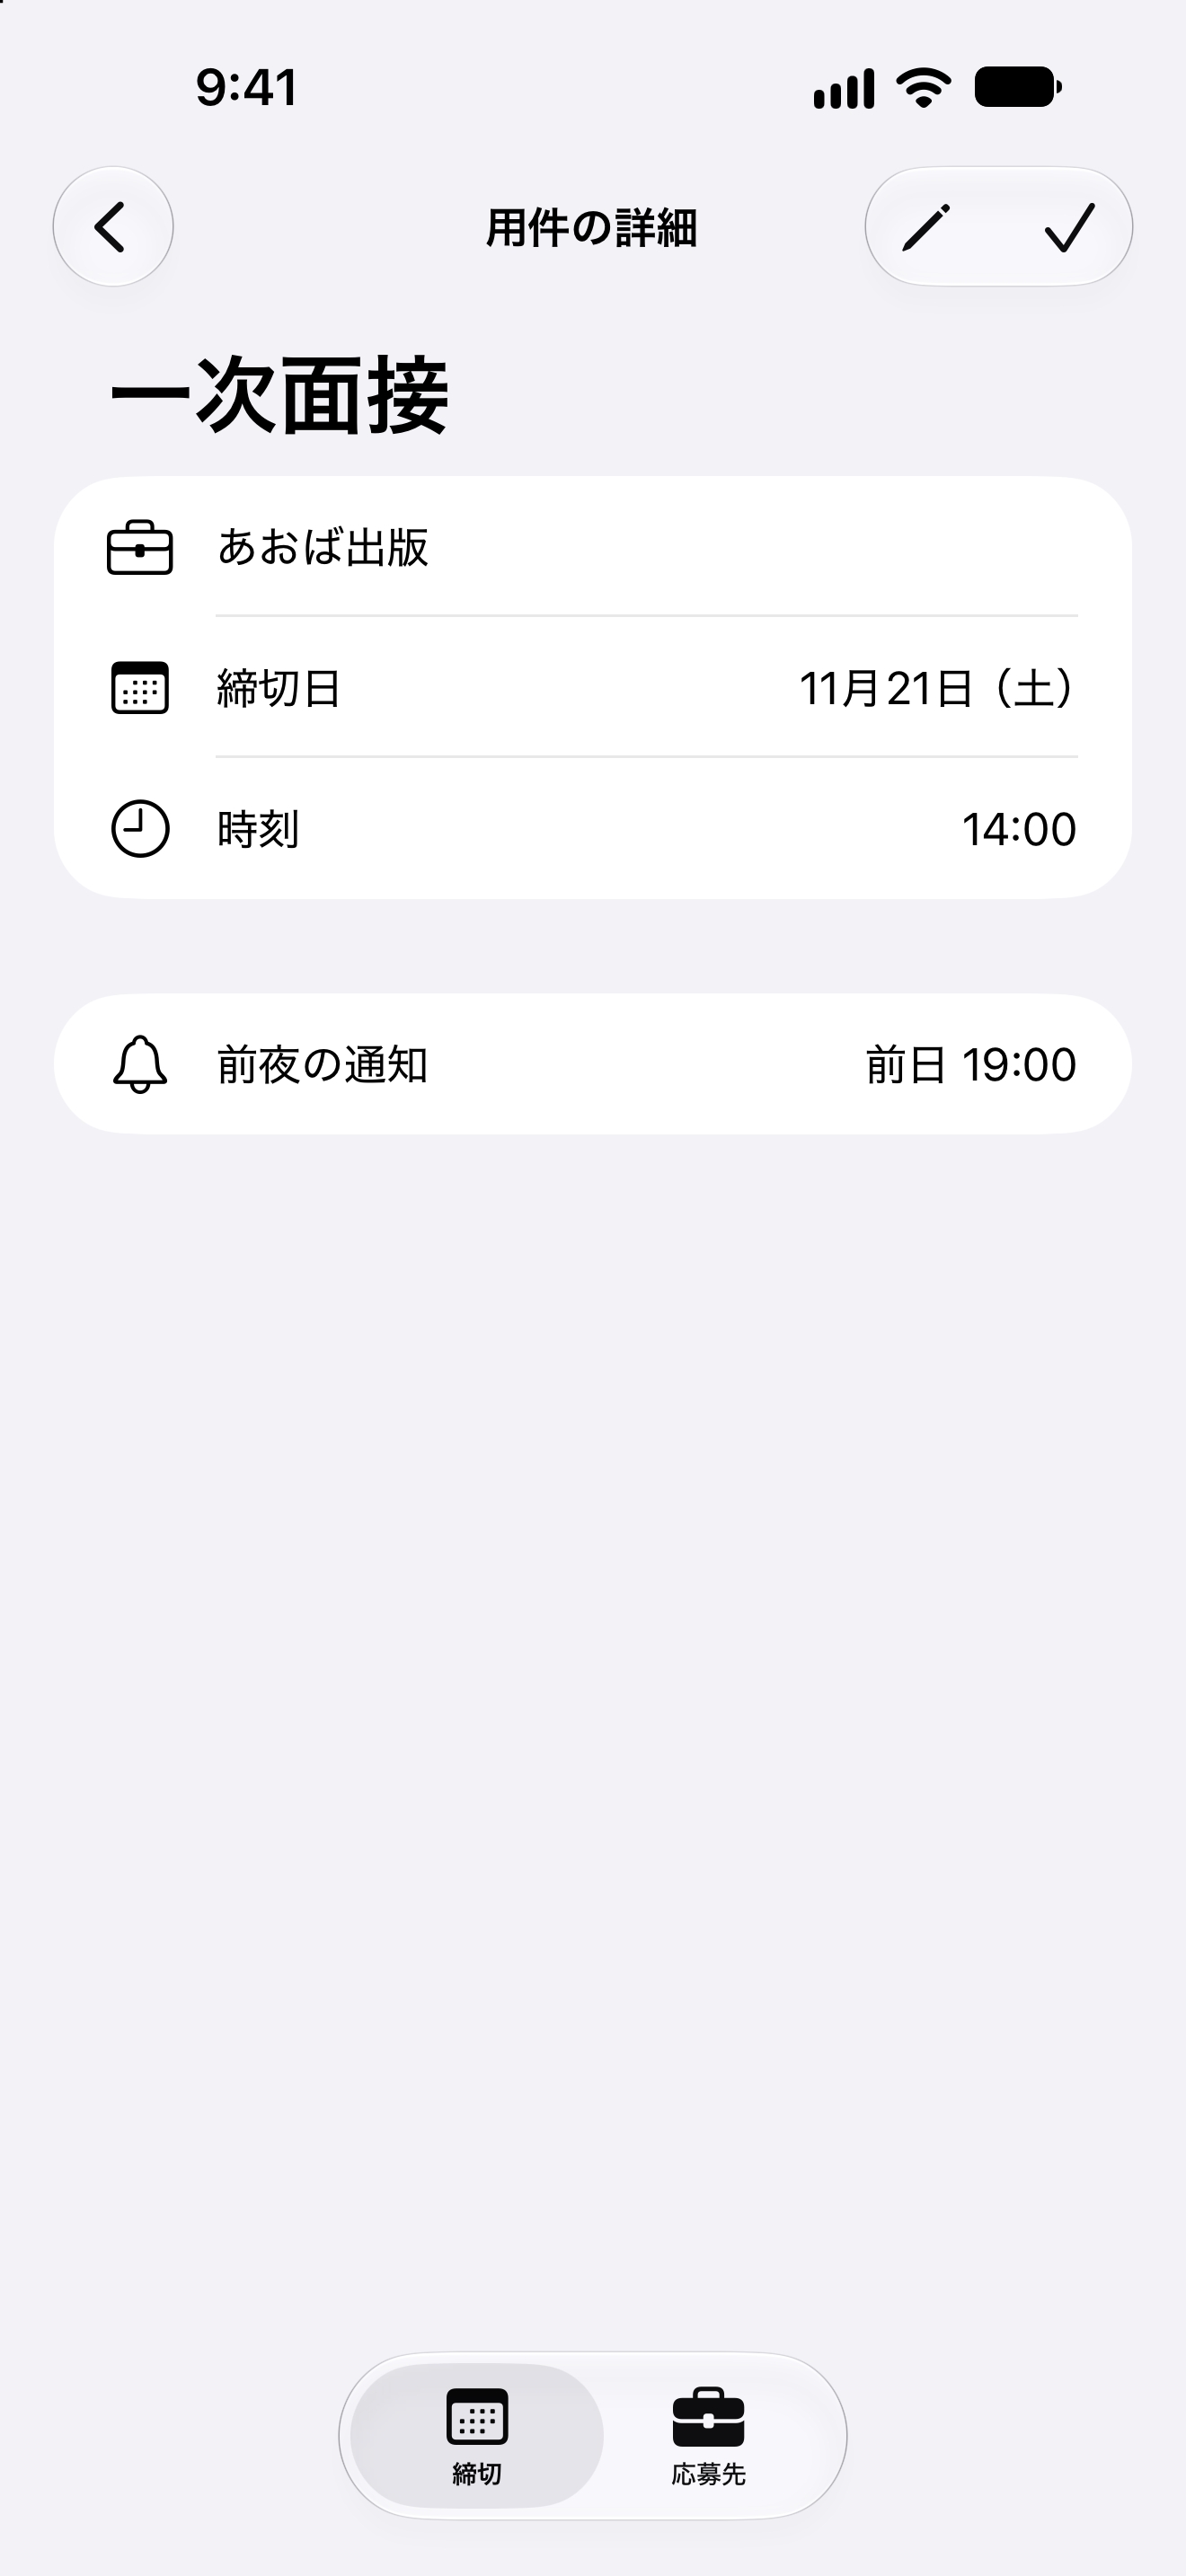 9:41
用件の詳細
一次面接
あおば出版
締切日 11月21日（土）
時刻 14:00
前夜の通知 前日 19:00
締切 応募先